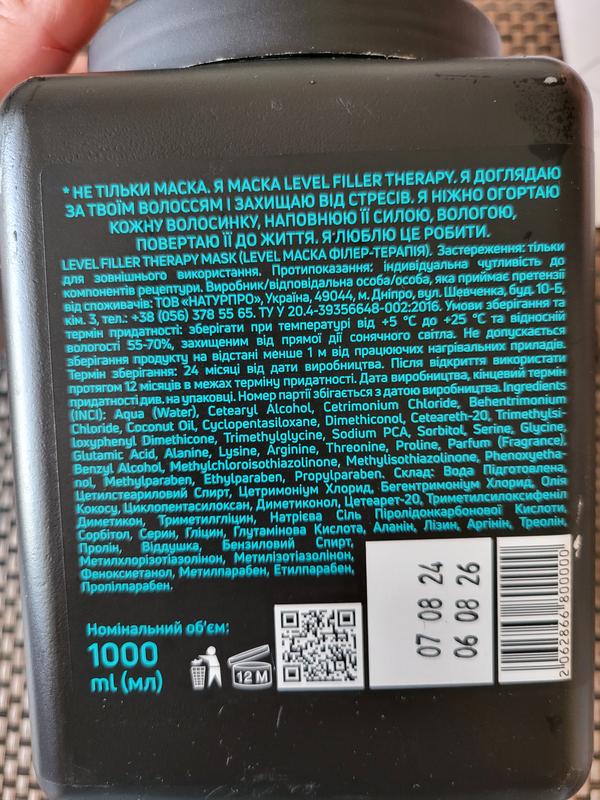 * НЕ ТІЛЬКИ МАСКА. Я МАСКА LEVEL FILLER THERAPY. Я ДОГЛЯДАЮ
ЗА ТВОЇМ ВОЛОССЯМ І ЗАХИЩАЮ ВІД СТРЕСІВ. Я НІЖНО ОГОРТАЮ
КОЖНУ ВОЛОСИНКУ, НАПОВНЮЮ ЇЇ СИЛОЮ, ВОЛОГОЮ,
ПОВЕРТАЮ ЇЇ ДО ЖИТТЯ. Я ЛЮБЛЮ ЦЕ РОБИТИ.
LEVEL FILLER THERAPY MASK (LEVEL МАСКА ФІЛЕР-ТЕРАПІЯ). Застереження: тільки
для зовнішнього використання. Протипоказання: індивідуальна чутливість до
компонентів рецептури. Виробник/відповідальна особа/особа, яка приймає претензії
від споживачів: ТОВ «НАТУРПРО», Україна, 49044, м. Дніпро, вул. Шевченка, буд. 10-Б,
кім. 3, тел.: +38 (056) 378 55 65. ТУ У 20.4-39356648-002:2016. Умови зберігання та
термін придатності: зберігати при температурі від +5 °С до +25 °С та відносній
вологості 55-70%, захищеним від прямої дії сонячного світла. Не допускається
зберігання продукту на відстані менше 1 м від працюючих нагрівальних приладів.
Термін зберігання: 24 місяці від дати виробництва. Після відкриття використати
протягом 12 місяців в межах терміну придатності. Дата виробництва, кінцевий термін
придатності див. на упаковці. Номер партії збігається з датою виробництва. Ingredients
(INCI): Aqua (Water), Cetearyl Alcohol, Cetrimonium Chloride, Behentrimonium
Chloride, Coconut Oil, Cyclopentasiloxane, Dimethiconol, Ceteareth-20, Trimethylsi-
loxyphenyl Dimethicone, Trimethylglycine, Sodium PCA, Sorbitol, Serine, Glycine,
Glutamic Acid, Alanine, Lysine, Arginine, Threonine, Proline, Parfum (Fragrance),
Benzyl Alcohol, Methylchloroisothiazolinone, Methylisothiazolinone, Phenoxyetha-
nol, Methylparaben, Ethylparaben, Propylparaben. Склад: Вода Підготовлена,
Цетилстеариловий Спирт, Цетримоніум Хлорид, Бегентримоніум Хлорид, Олія
Кокосу, Циклопентасилоксан, Диметиконол, Цетеарет-20, Триметилсилоксифеніл
Диметикон, Триметилгліцин, Натрієва Сіль Піролідонкарбонової Кислоти,
Сорбітол, Серин, Гліцин, Глутамінова Кислота, Аланін, Лізин, Аргінін, Треолін,
Пролін, Віддушка, Бензиловий Спирт,
Метилхлорізотіазолінон, Метилізотіазолінон,
Феноксиетанол, Метилпарабен, Етилпарабен,
Пропілпарабен.
Номінальний об'єм:
1000
ml (мл)
12 M
07 08 24
06 08 26
2062866800000